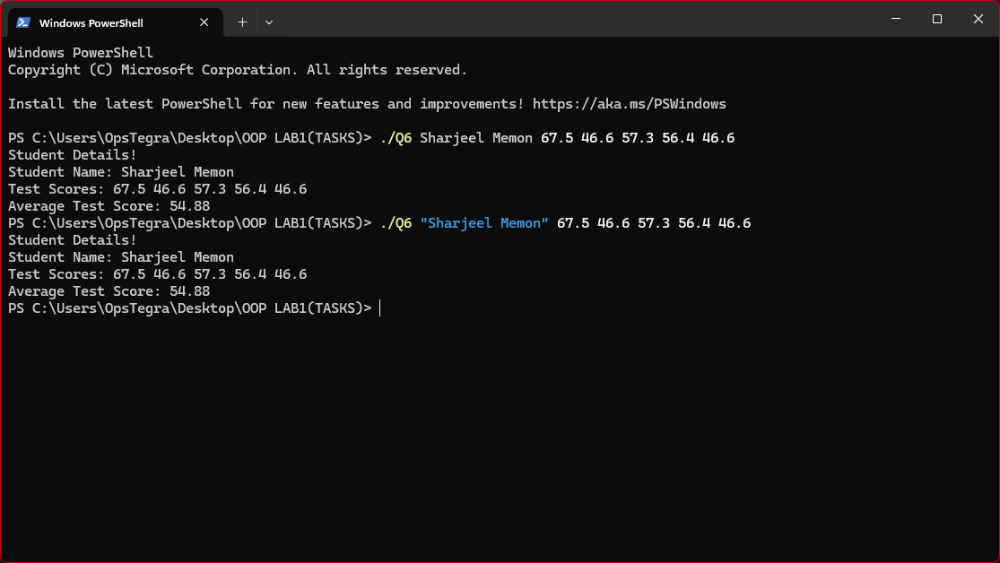 Windows PowerShell
Windows PowerShell
Copyright (C) Microsoft Corporation. All rights reserved.
Install the latest PowerShell for new features and improvements! https://aka.ms/PSWindows
PS C:\Users\OpsTegra\Desktop\OOP LAB1(TASKS)> ./Q6 Sharjeel Memon 67.5 46.6 57.3 56.4 46.6
Student Details!
Student Name: Sharjeel Memon
Test Scores: 67.5 46.6 57.3 56.4 46.6
Average Test Score: 54.88
PS C:\Users\OpsTegra\Desktop\OOP LAB1(TASKS)> ./Q6 "Sharjeel Memon" 67.5 46.6 57.3 56.4 46.6
Student Details!
Student Name: Sharjeel Memon
Test Scores: 67.5 46.6 57.3 56.4 46.6
Average Test Score: 54.88
PS C:\Users\OpsTegra\Desktop\OOP LAB1(TASKS)>